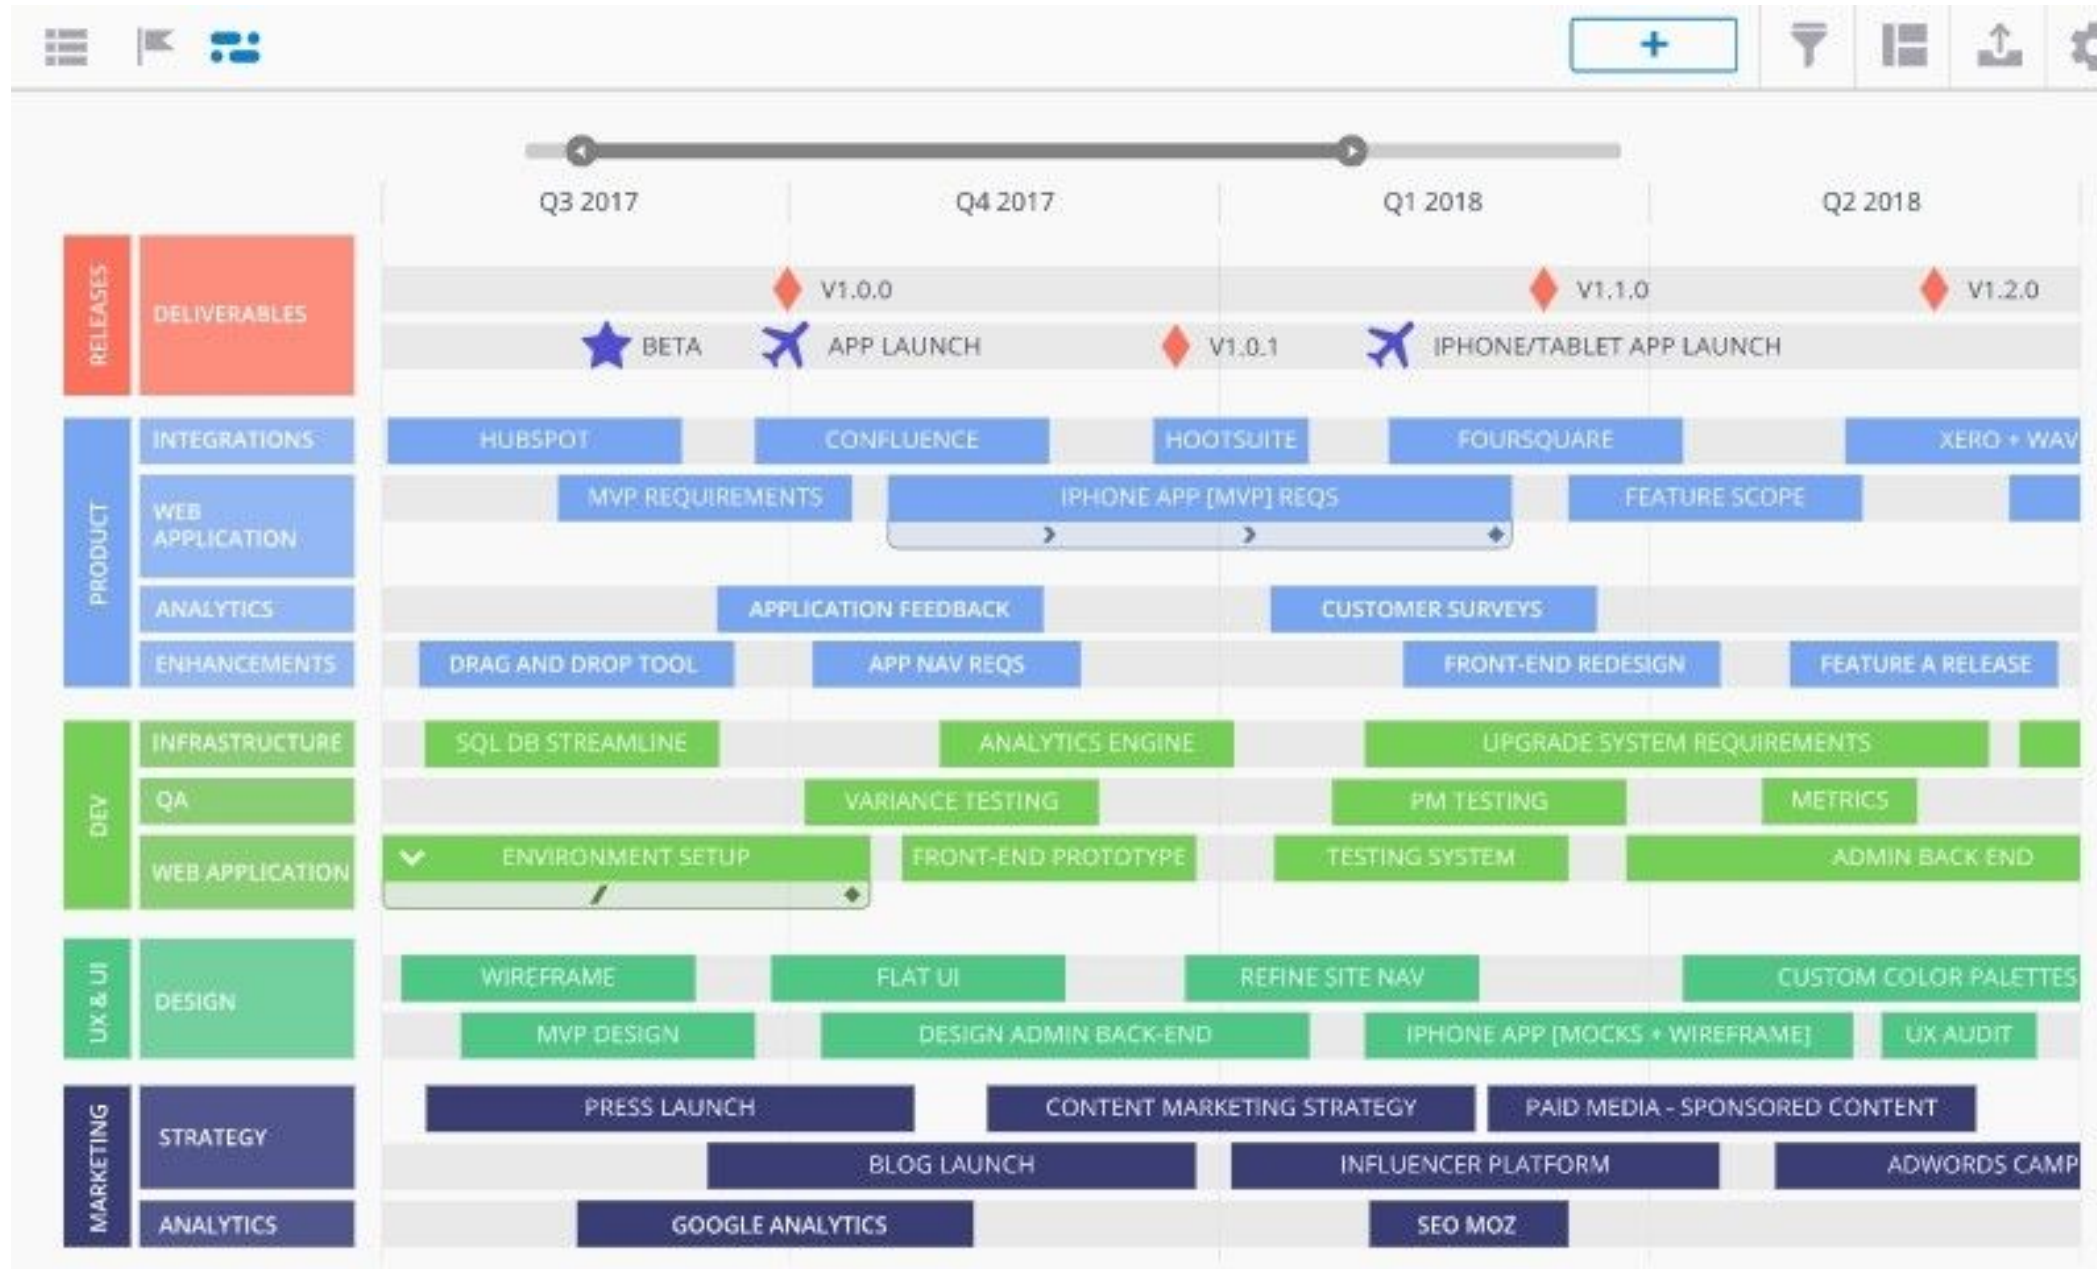 Q3 2017
Q4 2017
Q1 2018
Q2 2018
RELEASES
DELIVERABLES
V1.0.0
V1.1.0
V1.2.0
BETA
APP LAUNCH
V1.0.1
IPHONE/TABLET APP LAUNCH
PRODUCT
INTEGRATIONS
HUBSPOT
CONFLUENCE
HOOTSUITE
FOURSQUARE
XERO + WAV
WEB
APPLICATION
MVP REQUIREMENTS
IPHONE APP [MVP] REQS
FEATURE SCOPE
ANALYTICS
APPLICATION FEEDBACK
CUSTOMER SURVEYS
ENHANCEMENTS
DRAG AND DROP TOOL
APP NAV REQS
FRONT-END REDESIGN
FEATURE A RELEASE
DEV
INFRASTRUCTURE
SQL DB STREAMLINE
ANALYTICS ENGINE
UPGRADE SYSTEM REQUIREMENTS
QA
VARIANCE TESTING
PM TESTING
METRICS
WEB APPLICATION
ENVIRONMENT SETUP
FRONT-END PROTOTYPE
TESTING SYSTEM
ADMIN BACK END
UX & UI
DESIGN
WIREFRAME
FLAT UI
REFINE SITE NAV
CUSTOM COLOR PALETTES
MVP DESIGN
DESIGN ADMIN BACK-END
IPHONE APP [MOCKS + WIREFRAME]
UX AUDIT
MARKETING
STRATEGY
PRESS LAUNCH
CONTENT MARKETING STRATEGY
PAID MEDIA - SPONSORED CONTENT
BLOG LAUNCH
INFLUENCER PLATFORM
ADWORDS CAMP
ANALYTICS
GOOGLE ANALYTICS
SEO MOZ